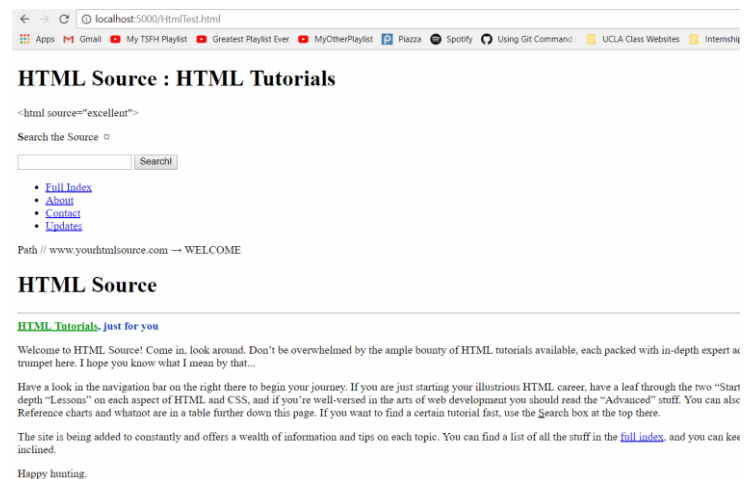 localhost:5000/HtmlTest.html
Apps Gmail My TSFH Playlist Greatest Playlist Ever MyOtherPlaylist Piazza Spotify Using Git Command UCLA Class Websites Internship
HTML Source : HTML Tutorials
<html source="excellent">
Search the Source
Search!
Full Index
About
Contact
Updates
Path // www.yourhtmlsource.com → WELCOME
HTML Source
HTML Tutorials, just for you
Welcome to HTML Source! Come in, look around. Don’t be overwhelmed by the ample bounty of HTML tutorials available, each packed with in-depth expert
trumpet here. I hope you know what I mean by that...
Have a look in the navigation bar on the right there to begin your journey. If you are just starting your illustrious HTML career, have a leaf through the two “Start
depth “Lessons” on each aspect of HTML and CSS, and if you’re well-versed in the arts of web development you should read the “Advanced” stuff. You can also
Reference charts and whatnot are in a table further down this page. If you want to find a certain tutorial fast, use the Search box at the top there.
The site is being added to constantly and offers a wealth of information and tips on each topic. You can find a list of all the stuff in the full index, and you can kee
inclined.
Happy hunting.